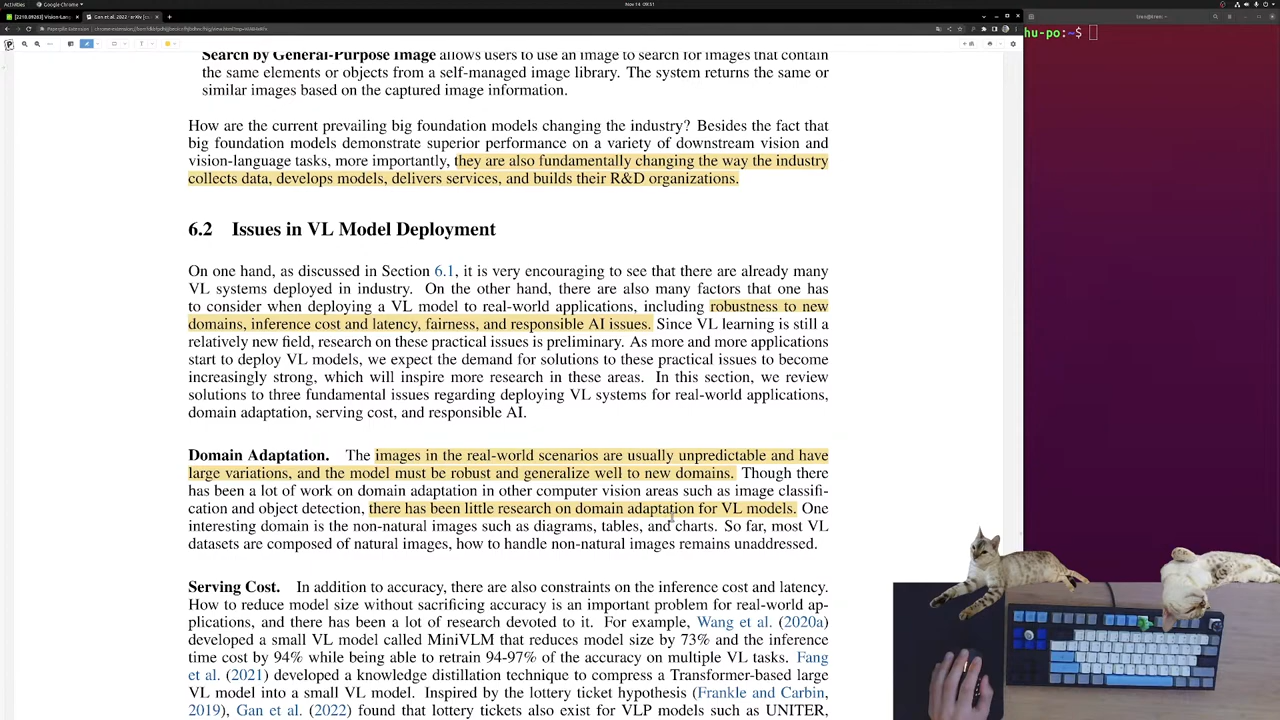 Activities
Google Chrome
Nov 14 09:51
[2210.09263] Vision-Lang
Gan et al. 2022 - arXiv
hu-po:~$
Search by General-Purpose Image allows users to use an image to search for images that contain
the same elements or objects from a self-managed image library. The system returns the same or
similar images based on the captured image information.
How are the current prevailing big foundation models changing the industry? Besides the fact that
big foundation models demonstrate superior performance on a variety of downstream vision and
vision-language tasks, more importantly, they are also fundamentally changing the way the industry
collects data, develops models, delivers services, and builds their R&D organizations.
6.2 Issues in VL Model Deployment
On one hand, as discussed in Section 6.1, it is very encouraging to see that there are already many
VL systems deployed in industry. On the other hand, there are also many factors that one has
to consider when deploying a VL model to real-world applications, including robustness to new
domains, inference cost and latency, fairness, and responsible AI issues. Since VL learning is still a
relatively new field, research on these practical issues is preliminary. As more and more applications
start to deploy VL models, we expect the demand for solutions to these practical issues to become
increasingly strong, which will inspire more research in these areas. In this section, we review
solutions to three fundamental issues regarding deploying VL systems for real-world applications,
domain adaptation, serving cost, and responsible AI.
Domain Adaptation. The images in the real-world scenarios are usually unpredictable and have
large variations, and the model must be robust and generalize well to new domains. Though there
has been a lot of work on domain adaptation in other computer vision areas such as image classifi-
cation and object detection, there has been little research on domain adaptation for VL models. One
interesting domain is the non-natural images such as diagrams, tables, and charts. So far, most VL
datasets are composed of natural images, how to handle non-natural images remains unaddressed.
Serving Cost. In addition to accuracy, there are also constraints on the inference cost and latency.
How to reduce model size without sacrificing accuracy is an important problem for real-world ap-
plications, and there has been a lot of research devoted to it. For example, Wang et al. (2020a)
developed a small VL model called MiniVLM that reduces model size by 73% and the inference
time cost by 94% while being able to retrain 94-97% of the accuracy on multiple VL tasks. Fang
et al. (2021) developed a knowledge distillation technique to compress a Transformer-based large
VL model into a small VL model. Inspired by the lottery ticket hypothesis (Frankle and Carbin,
2019), Gan et al. (2022) found that lottery tickets also exist for VLP models such as UNITER,